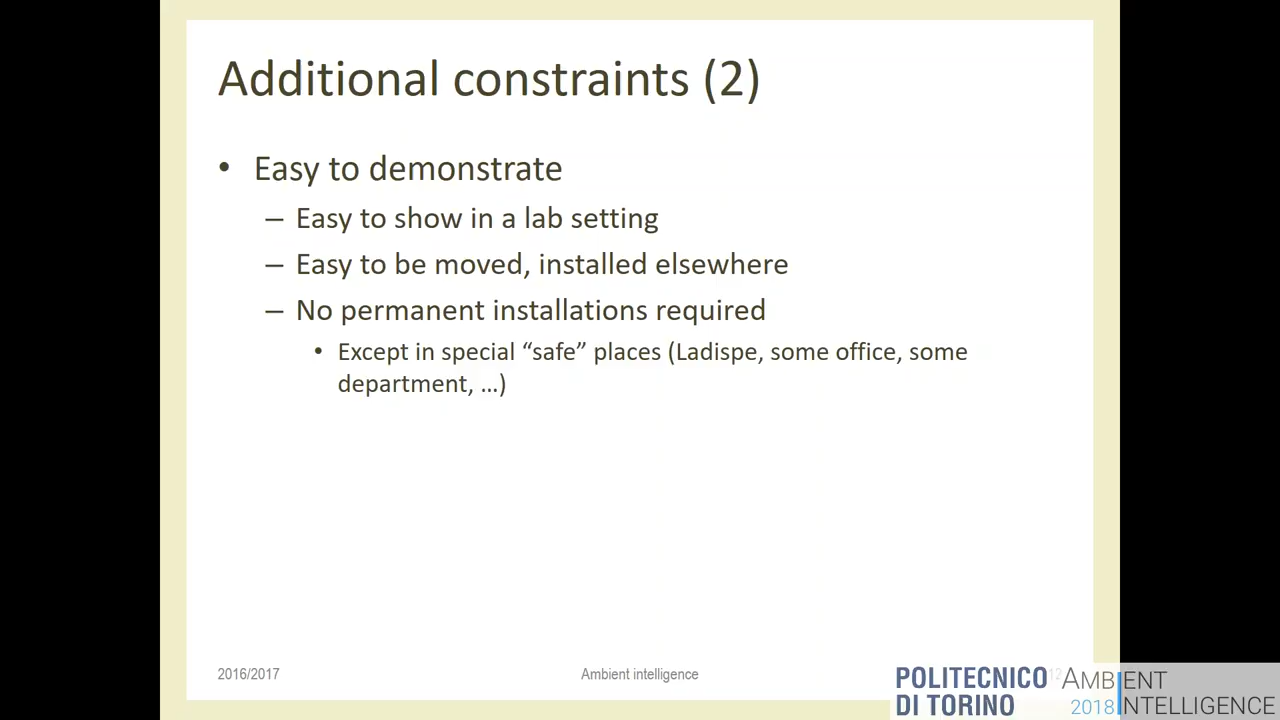 Additional constraints (2)
• Easy to demonstrate
– Easy to show in a lab setting
– Easy to be moved, installed elsewhere
– No permanent installations required
• Except in special “safe” places (Ladispe, some office, some
department, …)
2016/2017
Ambient intelligence
12
POLITECNICO
DI TORINO
AMBIENT
2018 INTELLIGENCE